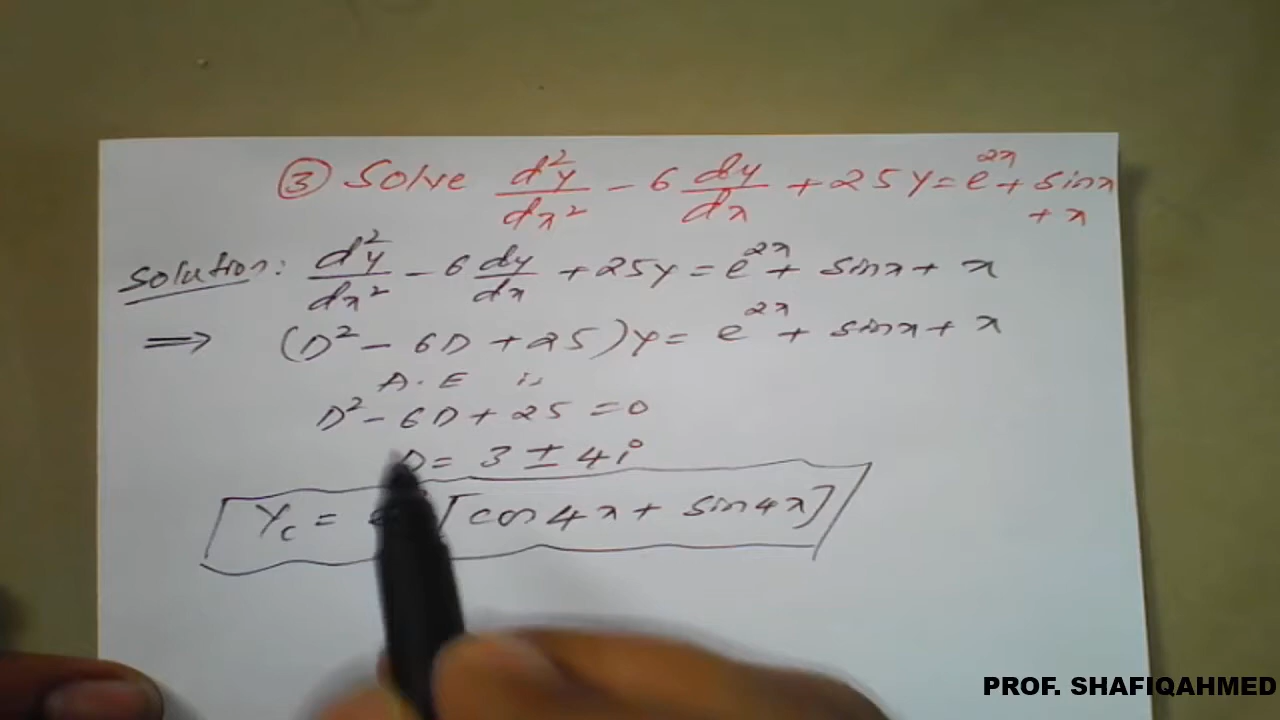 ③ Solve d²y/dx² - 6 dy/dx + 25y = e^2x + sinx
+ x
Solution: d²y/dx² - 6 dy/dx + 25y = e^2x + sinx + x
⇒ (D² - 6D + 25)y = e^2x + sinx + x
A.E is
D² - 6D + 25 = 0
D = 3 ± 4i
Yc = [cos4x + sin4x]
PROF. SHAFIQAHMED